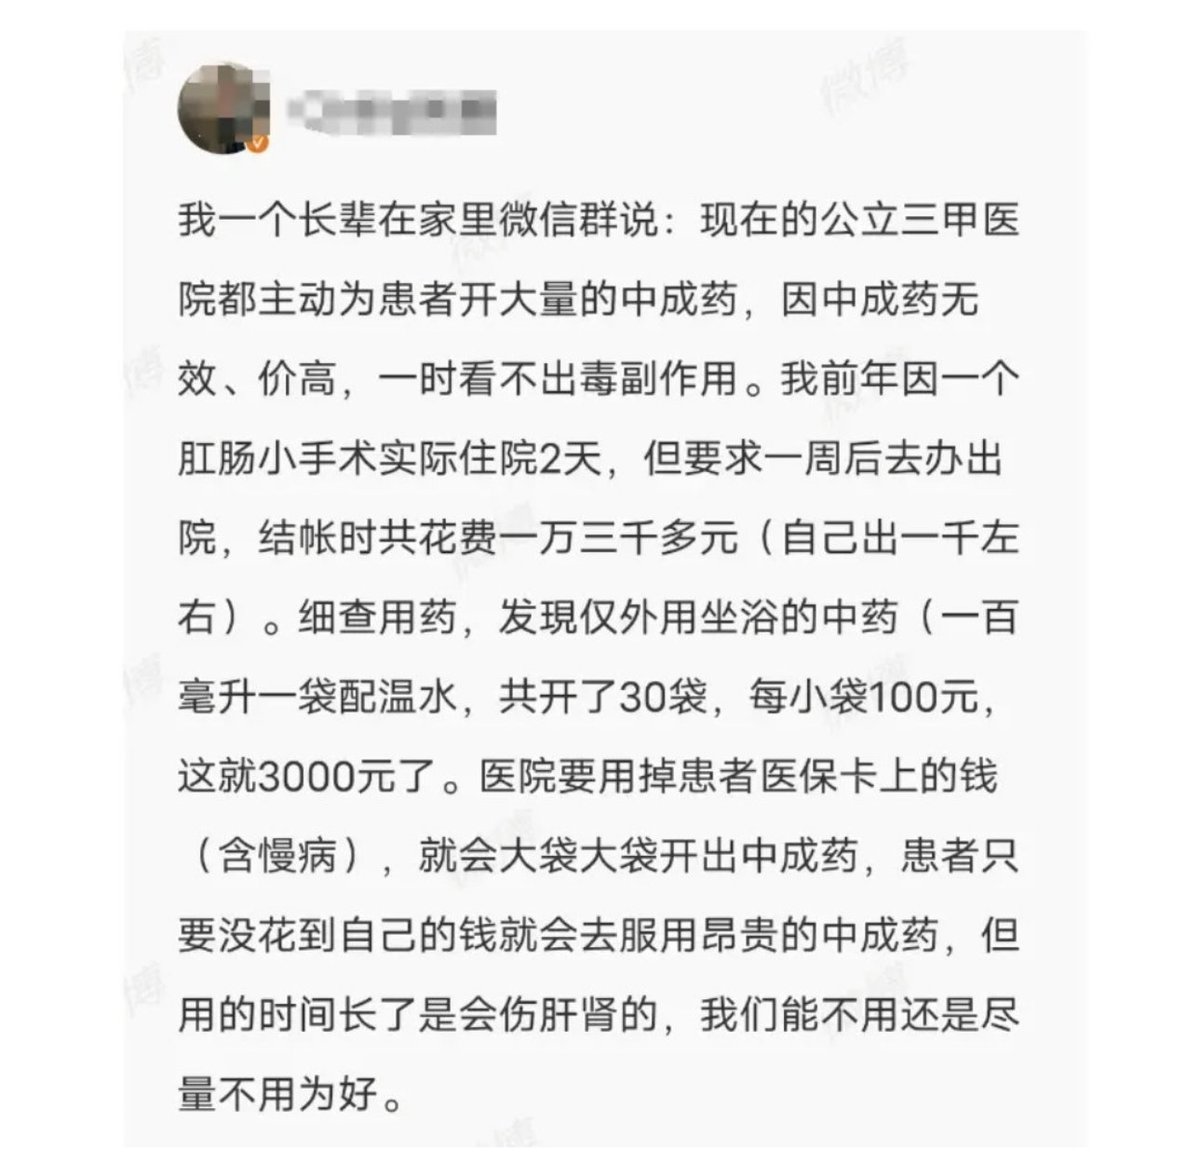 我一个长辈在家里微信群说：现在的公立三甲医
院都主动为患者开大量的中成药，因中成药无
效、价高，一时看不出毒副作用。我前年因一个
肛肠小手术实际住院2天，但要求一周后去办出
院，结帐时共花费一万三千多元（自己出一千左
右）。细查用药，发現仅外用坐浴的中药（一百
毫升一袋配温水，共开了30袋，每小袋100元，
这就3000元了。医院要用掉患者医保卡上的钱
（含慢病），就会大袋大袋开出中成药，患者只
要没花到自己的钱就会去服用昂贵的中成药，但
用的时间长了是会伤肝肾的，我们能不用还是尽
量不用为好。
微博